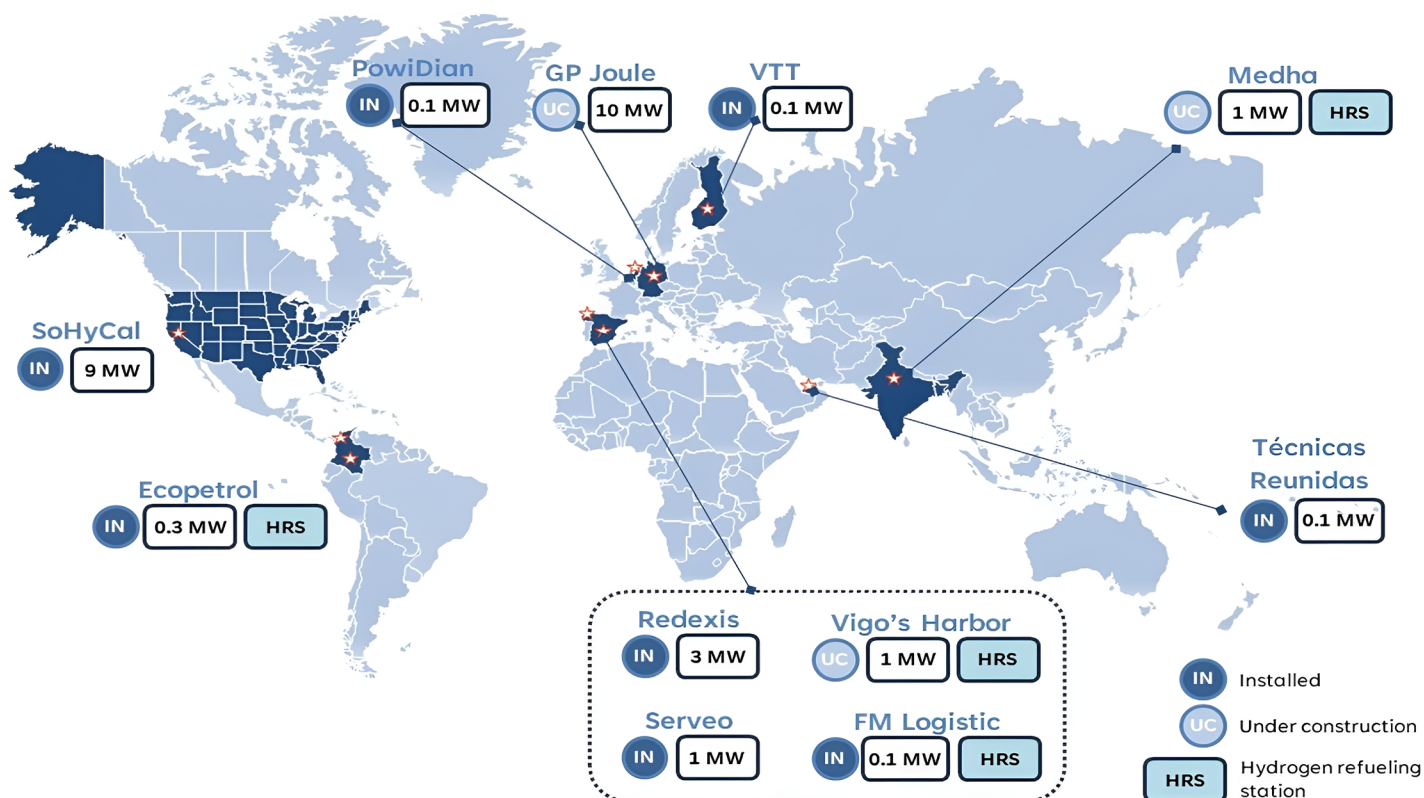 PowiDian
IN 0.1 MW
GP Joule
UC 10 MW
VTT
IN 0.1 MW
Medha
UC 1 MW HRS
SoHyCal
IN 9 MW
Ecopetrol
IN 0.3 MW HRS
Técnicas
Reunidas
IN 0.1 MW
Redexis
IN 3 MW
Vigo's Harbor
UC 1 MW HRS
Serveo
IN 1 MW
FM Logistic
IN 0.1 MW HRS
IN Installed
UC Under construction
HRS Hydrogen refueling
station